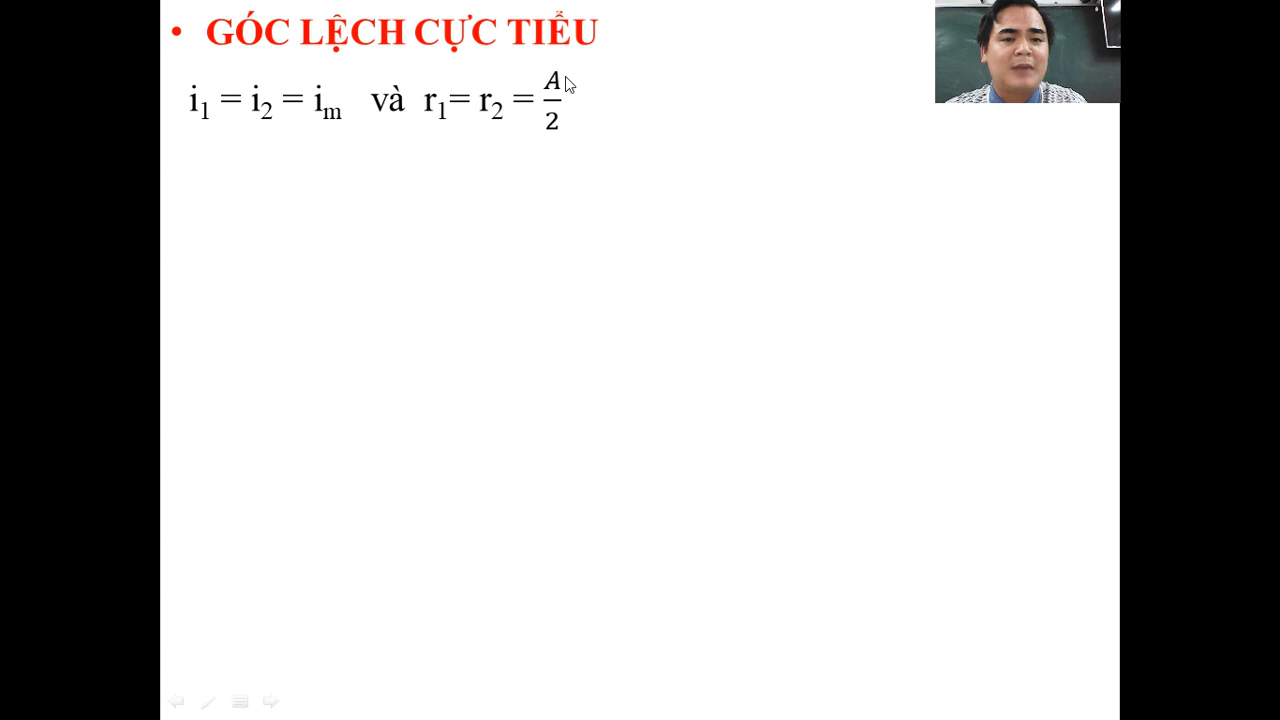 • GÓC LỆCH CỰC TIỂU
i₁ = i₂ = iₘ và r₁= r₂ = A/2